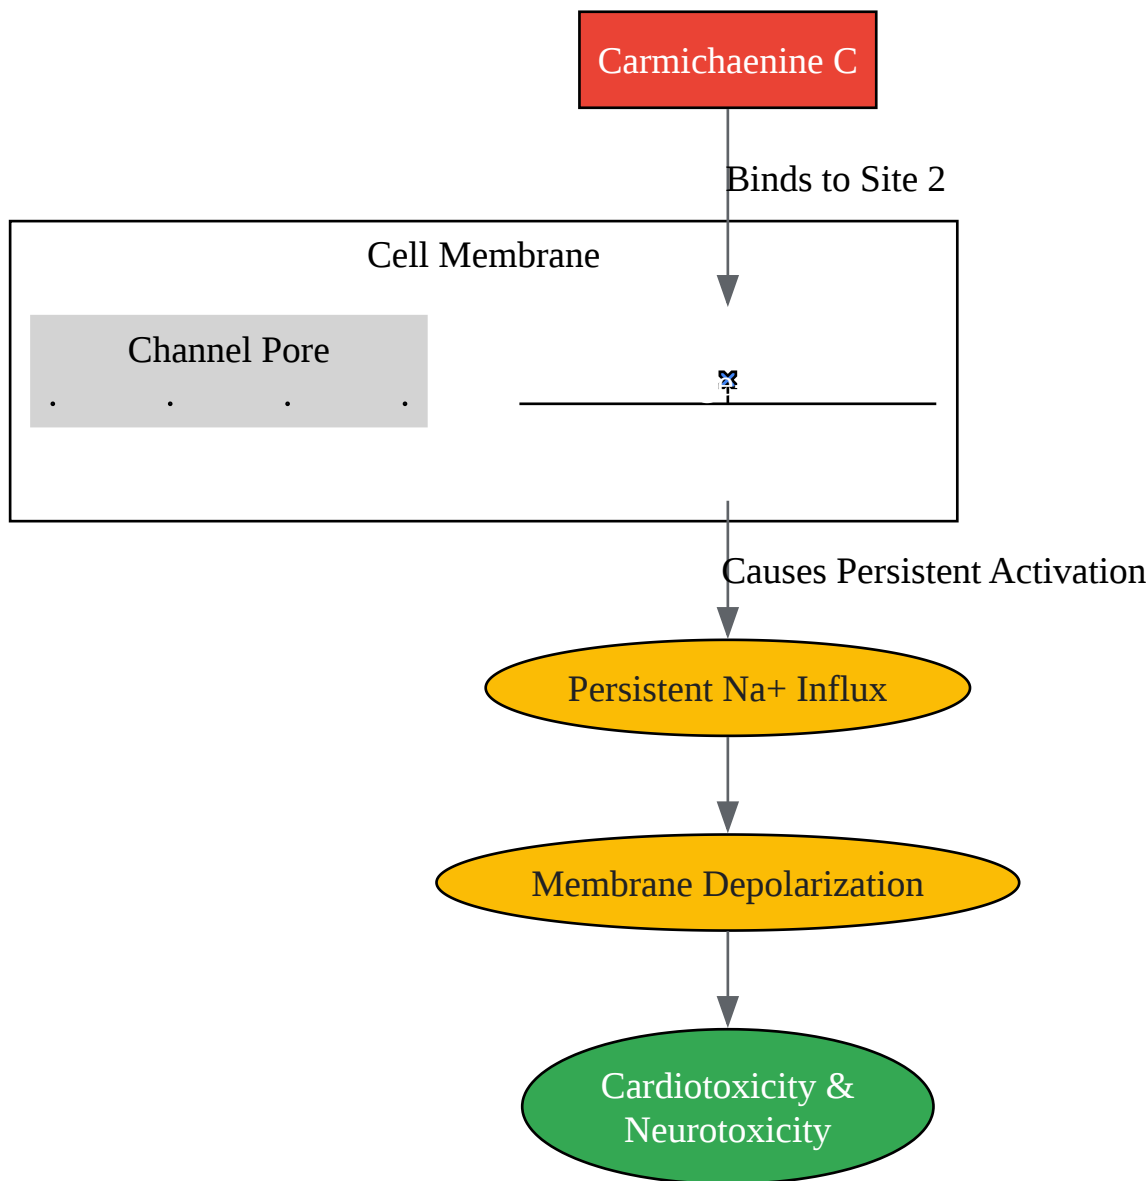 Carmichaenine C
Binds to Site 2
Cell Membrane
Channel Pore
Causes Persistent Activation
Persistent Na+ Influx
Membrane Depolarization
Cardiotoxicity &
Neurotoxicity